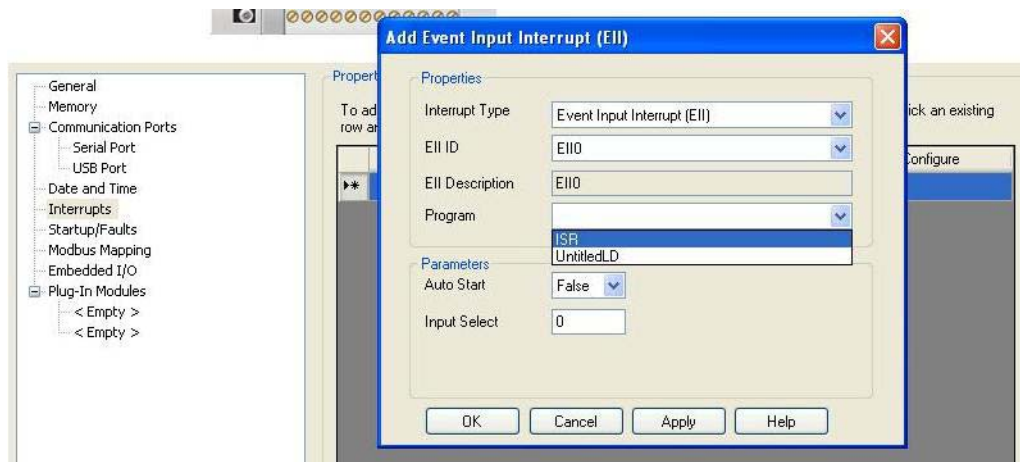 Add Event Input Interrupt (EII)
General
Memory
Communication Ports
Serial Port
USB Port
Date and Time
Interrupts
Startup/Faults
Modbus Mapping
Embedded I/O
Plug-In Modules
< Empty >
< Empty >
Propert
To ad
row a
ick an existing
Configure
Properties
Interrupt Type
Event Input Interrupt (EII)
EII ID
EII0
EII Description
EII0
Program
ISR
UntitledLD
Parameters
Auto Start
False
Input Select
0
OK
Cancel
Apply
Help